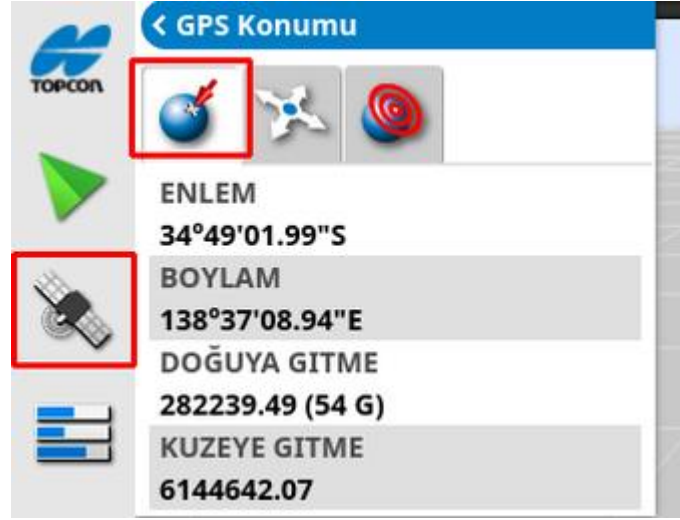 TOPCON
< GPS Konumu
ENLEM
34°49'01.99"S
BOYLAM
138°37'08.94"E
DOĞUYA GITME
282239.49 (54 G)
KUZEYE GITME
6144642.07